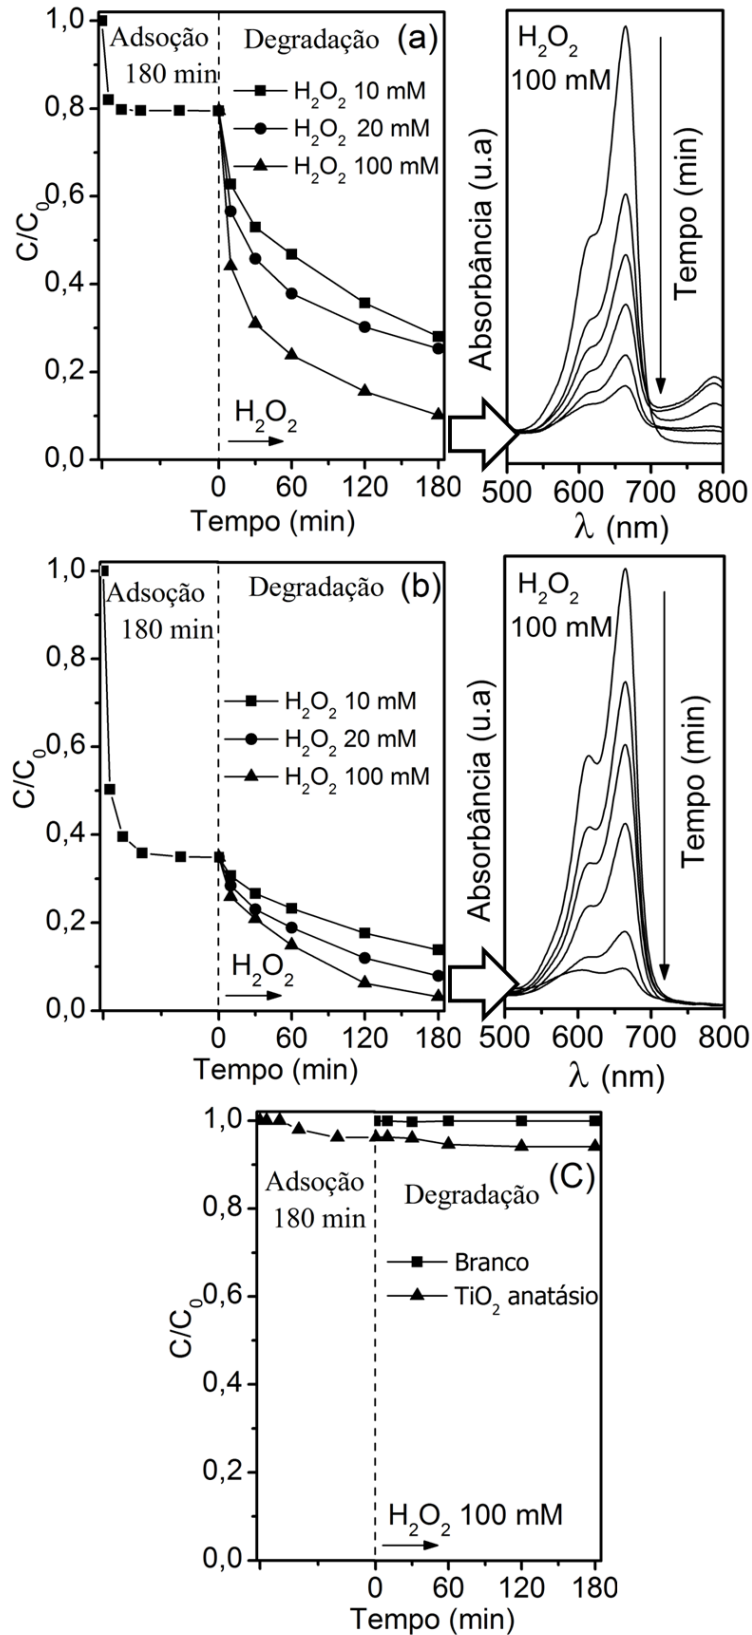 1,0
0,8
0,6
0,4
0,2
0,0
C/C0
Adsoção
180 min
Degradação
(a)
H2O2 10 mM
H2O2 20 mM
H2O2 100 mM
H2O2
0 60 120 180
Tempo (min)
Absorbância (u.a)
H2O2
100 mM
Tempo (min)
500 600 700 800
λ (nm)
1,0
0,8
0,6
0,4
0,2
0,0
C/C0
Adsoção
180 min
Degradação
(b)
H2O2 10 mM
H2O2 20 mM
H2O2 100 mM
H2O2
0 60 120 180
Tempo (min)
Absorbância (u.a)
H2O2
100 mM
Tempo (min)
500 600 700 800
λ (nm)
1,0
0,8
0,6
0,4
0,2
0,0
C/C0
Adsoção
180 min
Degradação
(C)
Branco
TiO2 anatásio
H2O2 100 mM
0 60 120 180
Tempo (min)